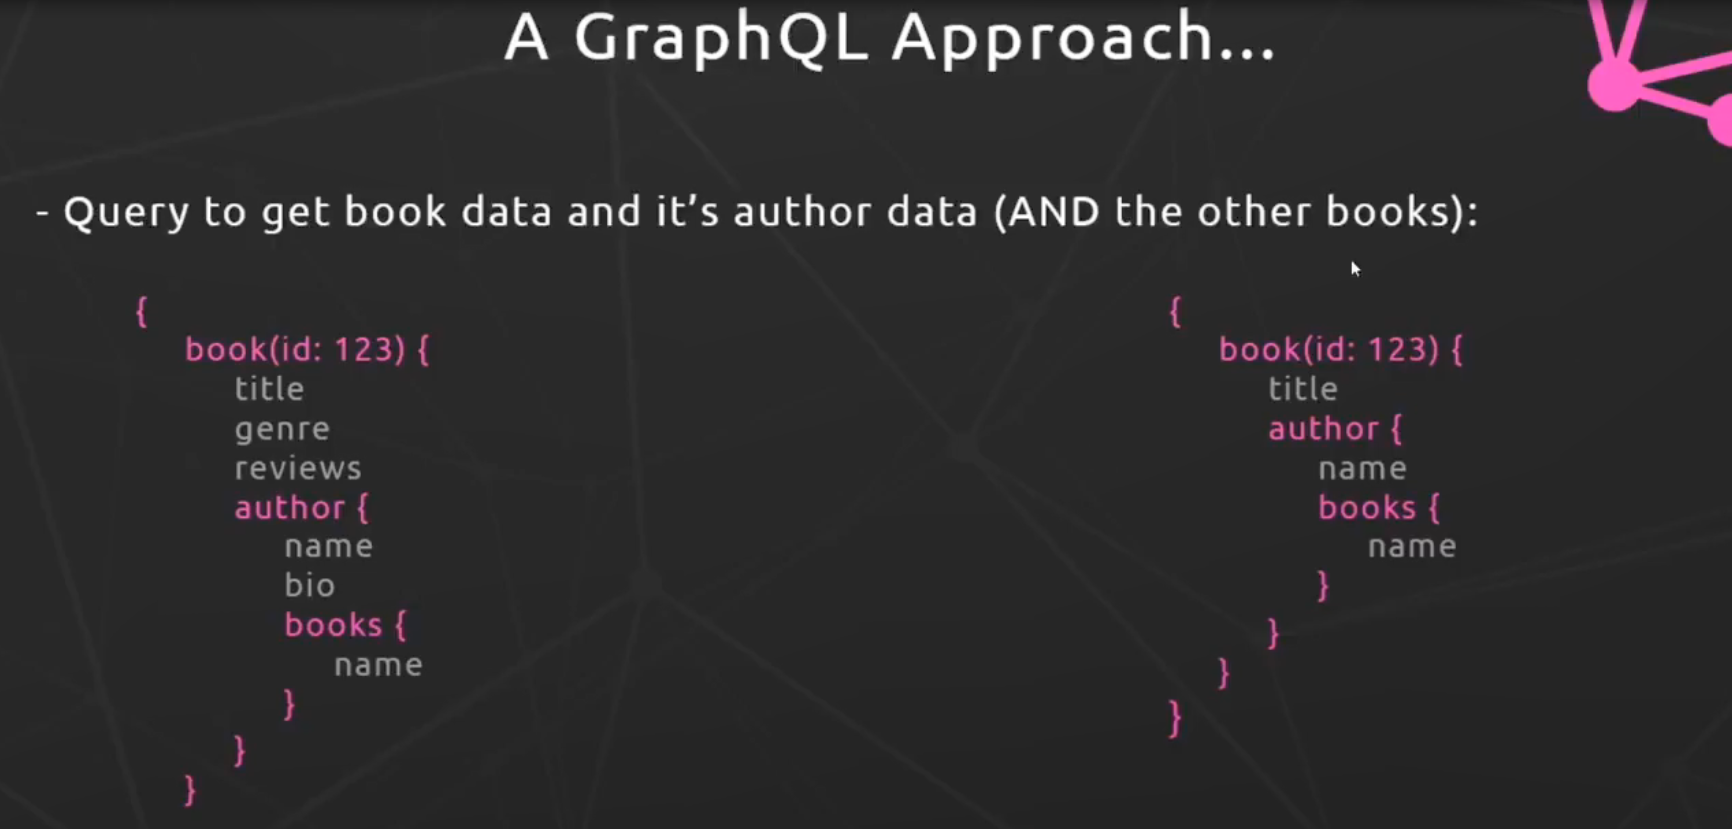 A GraphQL Approach...
- Query to get book data and it's author data (AND the other books):
{
book(id: 123) {
title
genre
reviews
author {
name
bio
books {
name
}
}
}
{
book(id: 123) {
title
author {
name
books {
name
}
}
}
}